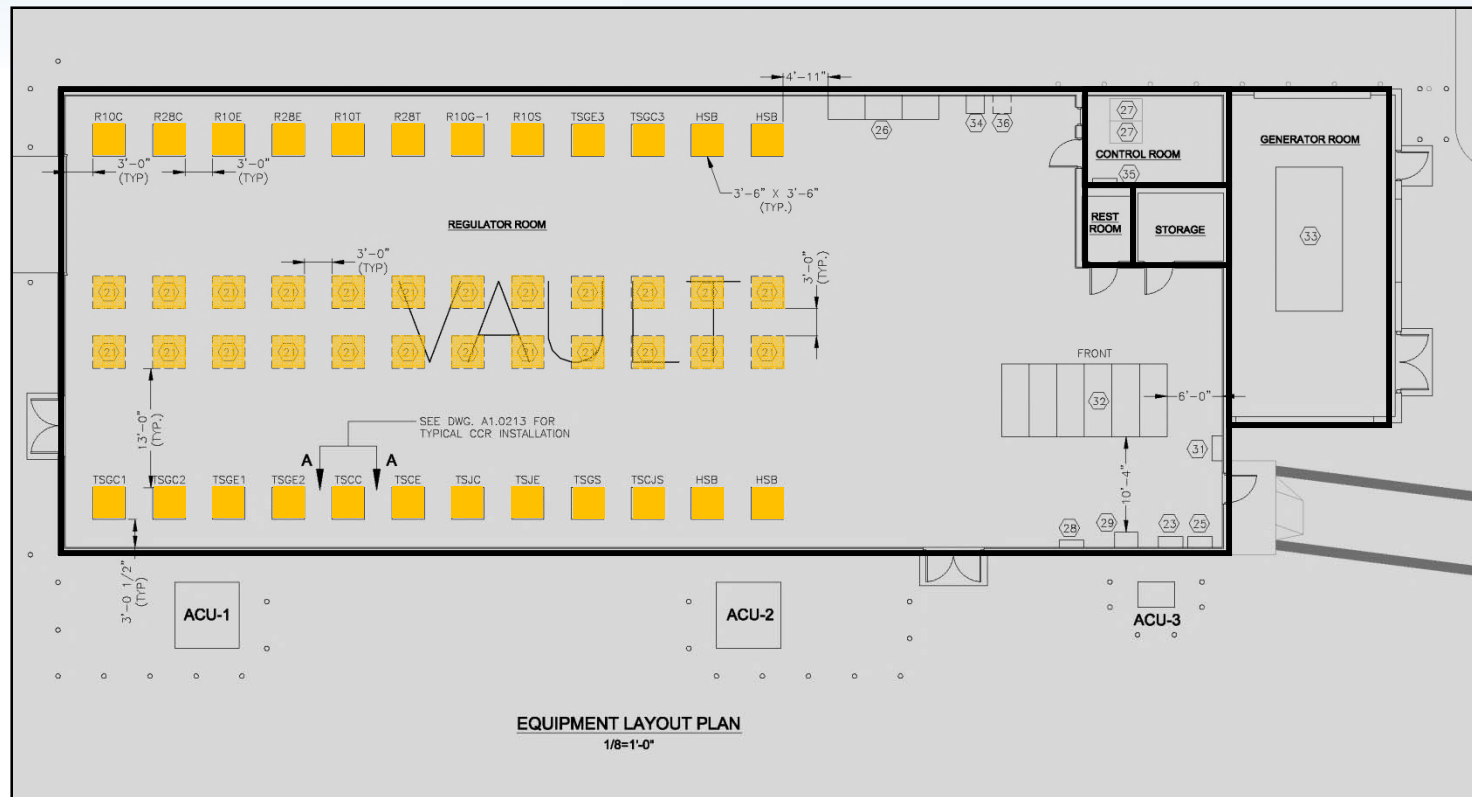 4'-11"
R10C R28C R10E R28E R10T R28T R10G-1 R10S TSGE3 TSGC3 HSB HSB
26 34 36 27
27
CONTROL ROOM
GENERATOR ROOM
3'-0"
(TYP)
3'-0"
(TYP)
35
3'-6" X 3'-6"
(TYP.)
REGULATOR ROOM
REST
ROOM
STORAGE
33
3'-0"
(TYP)
3'-0"
(TYP.)
21 21 21 21 21 21 21 21 21 21 21 21
VAULT
21 21 21 21 21 21 21 21 21 21 21 21
FRONT
32
6'-0"
13'-0"
(TYP.)
SEE DWG. A1.0213 FOR
TYPICAL CCR INSTALLATION
A A
31
TSGC1 TSGC2 TSGE1 TSGE2 TSCC TSCE TSJC TSJE TSGS TSCJS HSB HSB
10'-4"
28 29 23 25
3'-0 1/2"
(TYP)
ACU-1
ACU-2
ACU-3
EQUIPMENT LAYOUT PLAN
1/8=1'-0"